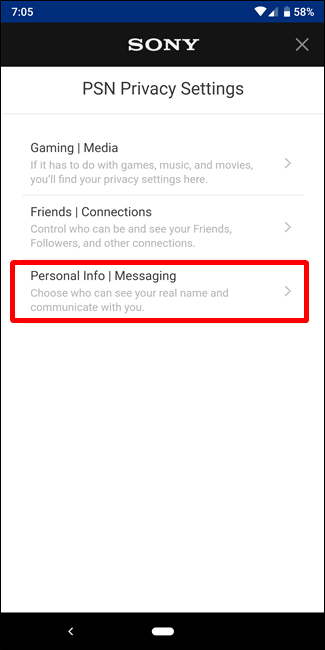 7:05 58%
SONY
PSN Privacy Settings
Gaming | Media
If it has to do with games, music, and movies,
you'll find your privacy settings here.
Friends | Connections
Control who can be and see your Friends,
Followers, and other connections.
Personal Info | Messaging
Choose who can see your real name and
communicate with you.